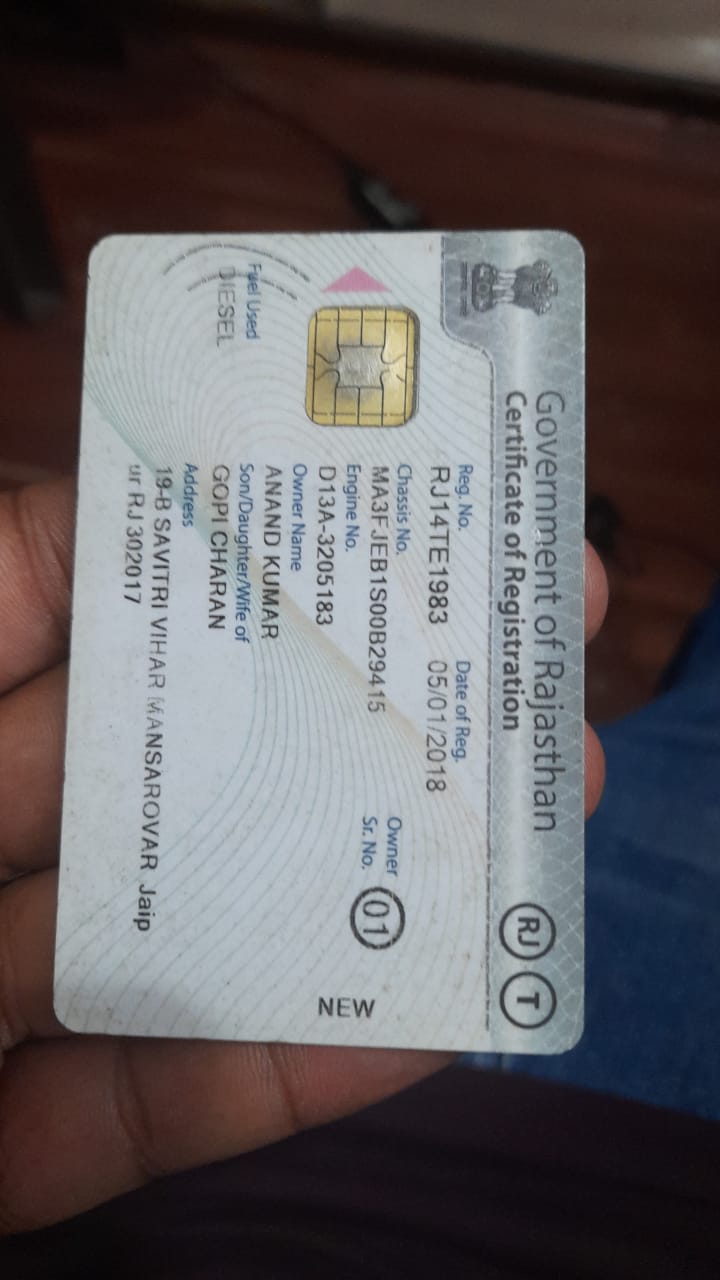 Government of Rajasthan
Certificate of Registration
RJ T
Reg. No. Date of Reg.
RJ14TE1983 05/01/2018
Chassis No.
MA3FJEB1S00B29415
Owner
Sr. No. 01
Engine No.
D13A-3205183
NEW
Owner Name
ANAND KUMAR
Fuel Used
DIESEL
Son/Daughter/Wife of
GOPI CHARAN
Address
19-B SAVITRI VIHAR MANSAROVAR Jaip
ur RJ 302017